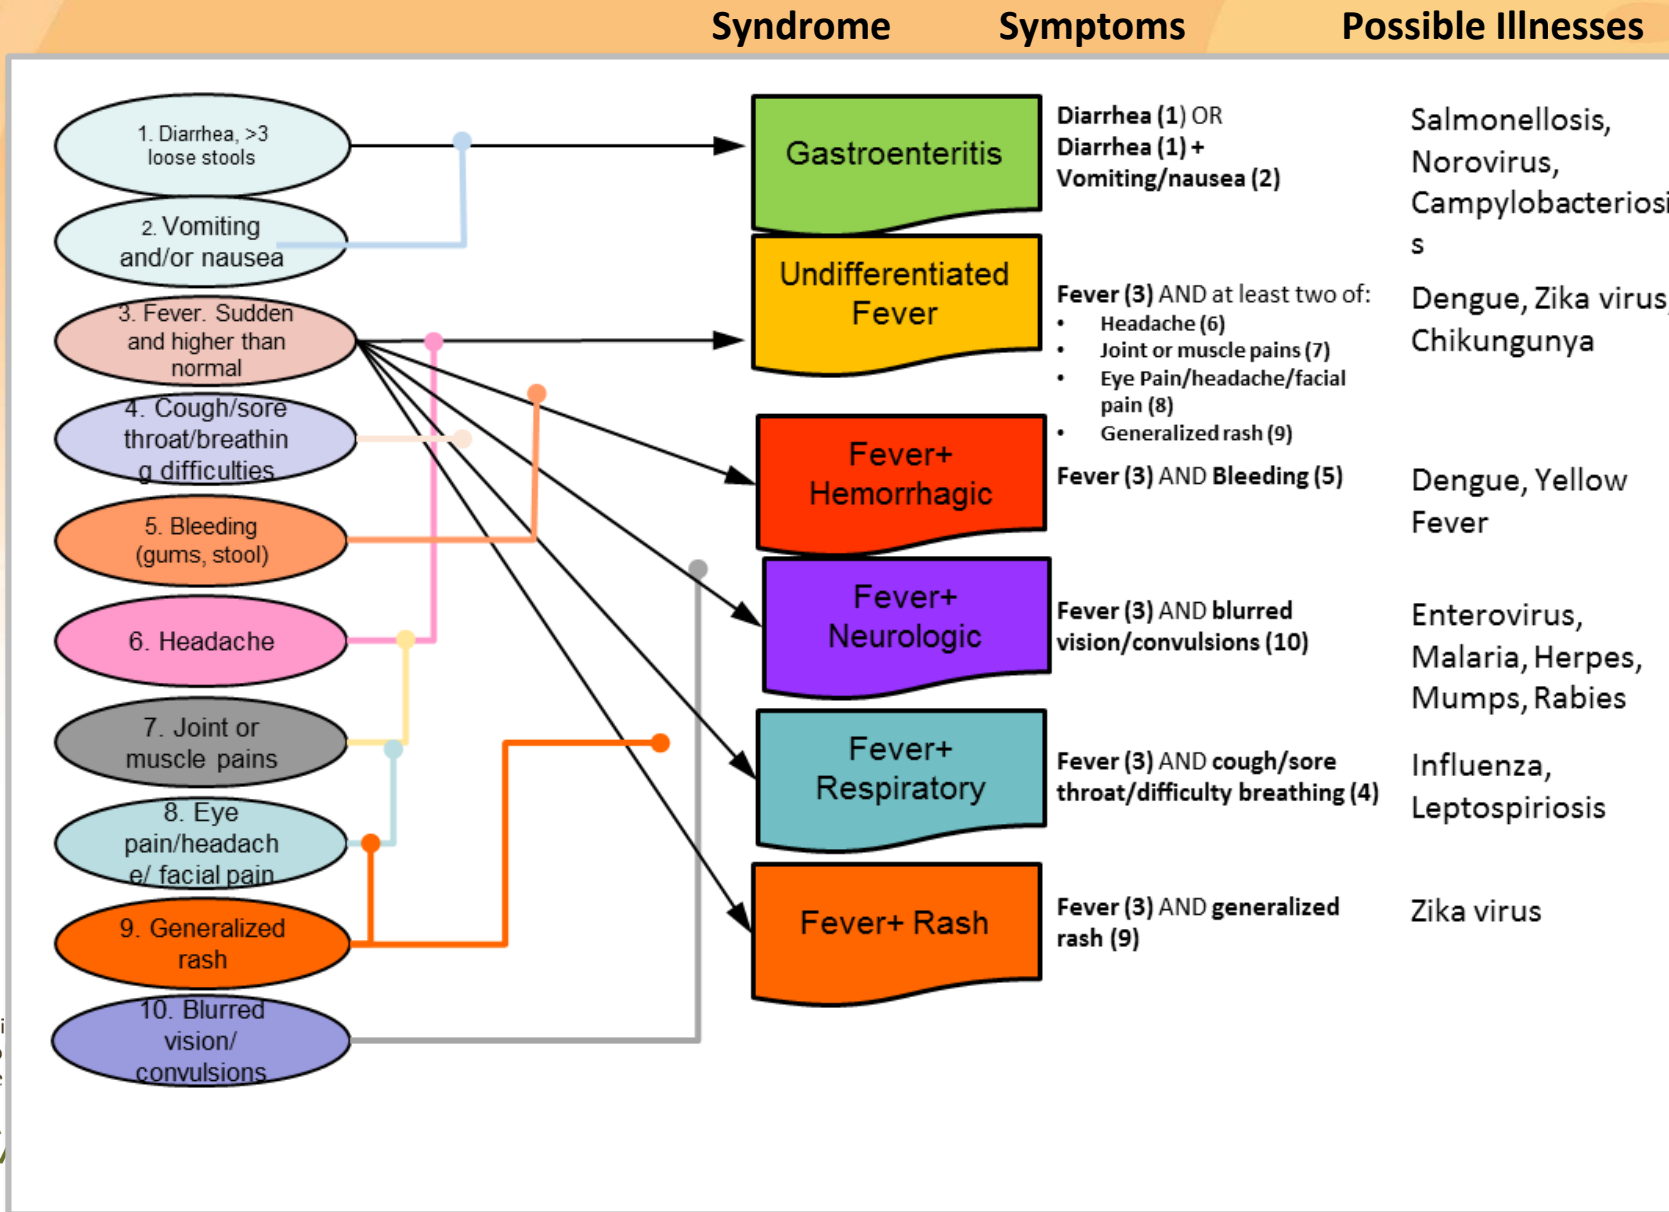 Syndrome Symptoms Possible Illnesses
1. Diarrhea, >3
loose stools
2. Vomiting
and/or nausea
3. Fever. Sudden
and higher than
normal
4. Cough/sore
throat/breathin
g difficulties
5. Bleeding
(gums, stool)
6. Headache
7. Joint or
muscle pains
8. Eye
pain/headach
e/ facial pain
9. Generalized
rash
10. Blurred
vision/
convulsions
Gastroenteritis
Diarrhea (1) OR
Diarrhea (1) +
Vomiting/nausea (2)
Salmonellosis,
Norovirus,
Campylobacteriosi
s
Undifferentiated
Fever
Fever (3) AND at least two of:
• Headache (6)
• Joint or muscle pains (7)
• Eye Pain/headache/facial
pain (8)
• Generalized rash (9)
Dengue, Zika virus,
Chikungunya
Fever+
Hemorrhagic
Fever (3) AND Bleeding (5)
Dengue, Yellow
Fever
Fever+
Neurologic
Fever (3) AND blurred
vision/convulsions (10)
Enterovirus,
Malaria, Herpes,
Mumps, Rabies
Fever+
Respiratory
Fever (3) AND cough/sore
throat/difficulty breathing (4)
Influenza,
Leptospiriosis
Fever+ Rash
Fever (3) AND generalized
rash (9)
Zika virus